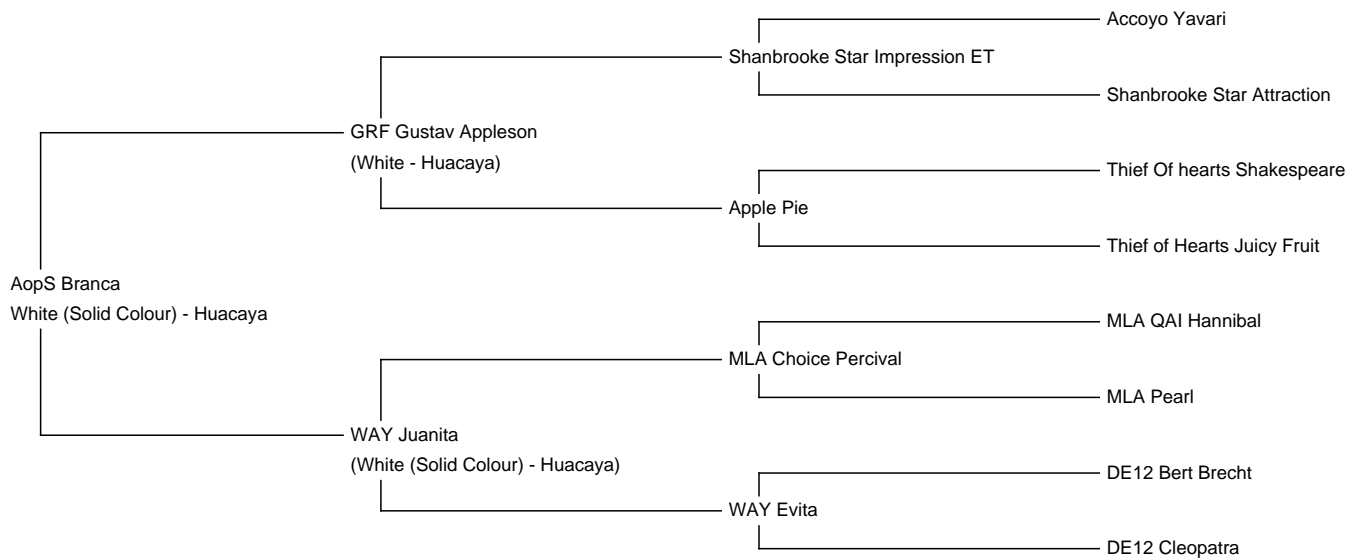 Accoyo Yavari
Shanbrooke Star Impression ET
Shanbrooke Star Attraction
GRF Gustav Appleson
(White - Huacaya)
Thief Of hearts Shakespeare
Apple Pie
Thief of Hearts Juicy Fruit
AopS Branca
White (Solid Colour) - Huacaya
MLA QAI Hannibal
MLA Choice Percival
MLA Pearl
WAY Juanita
(White (Solid Colour) - Huacaya)
DE12 Bert Brecht
WAY Evita
DE12 Cleopatra